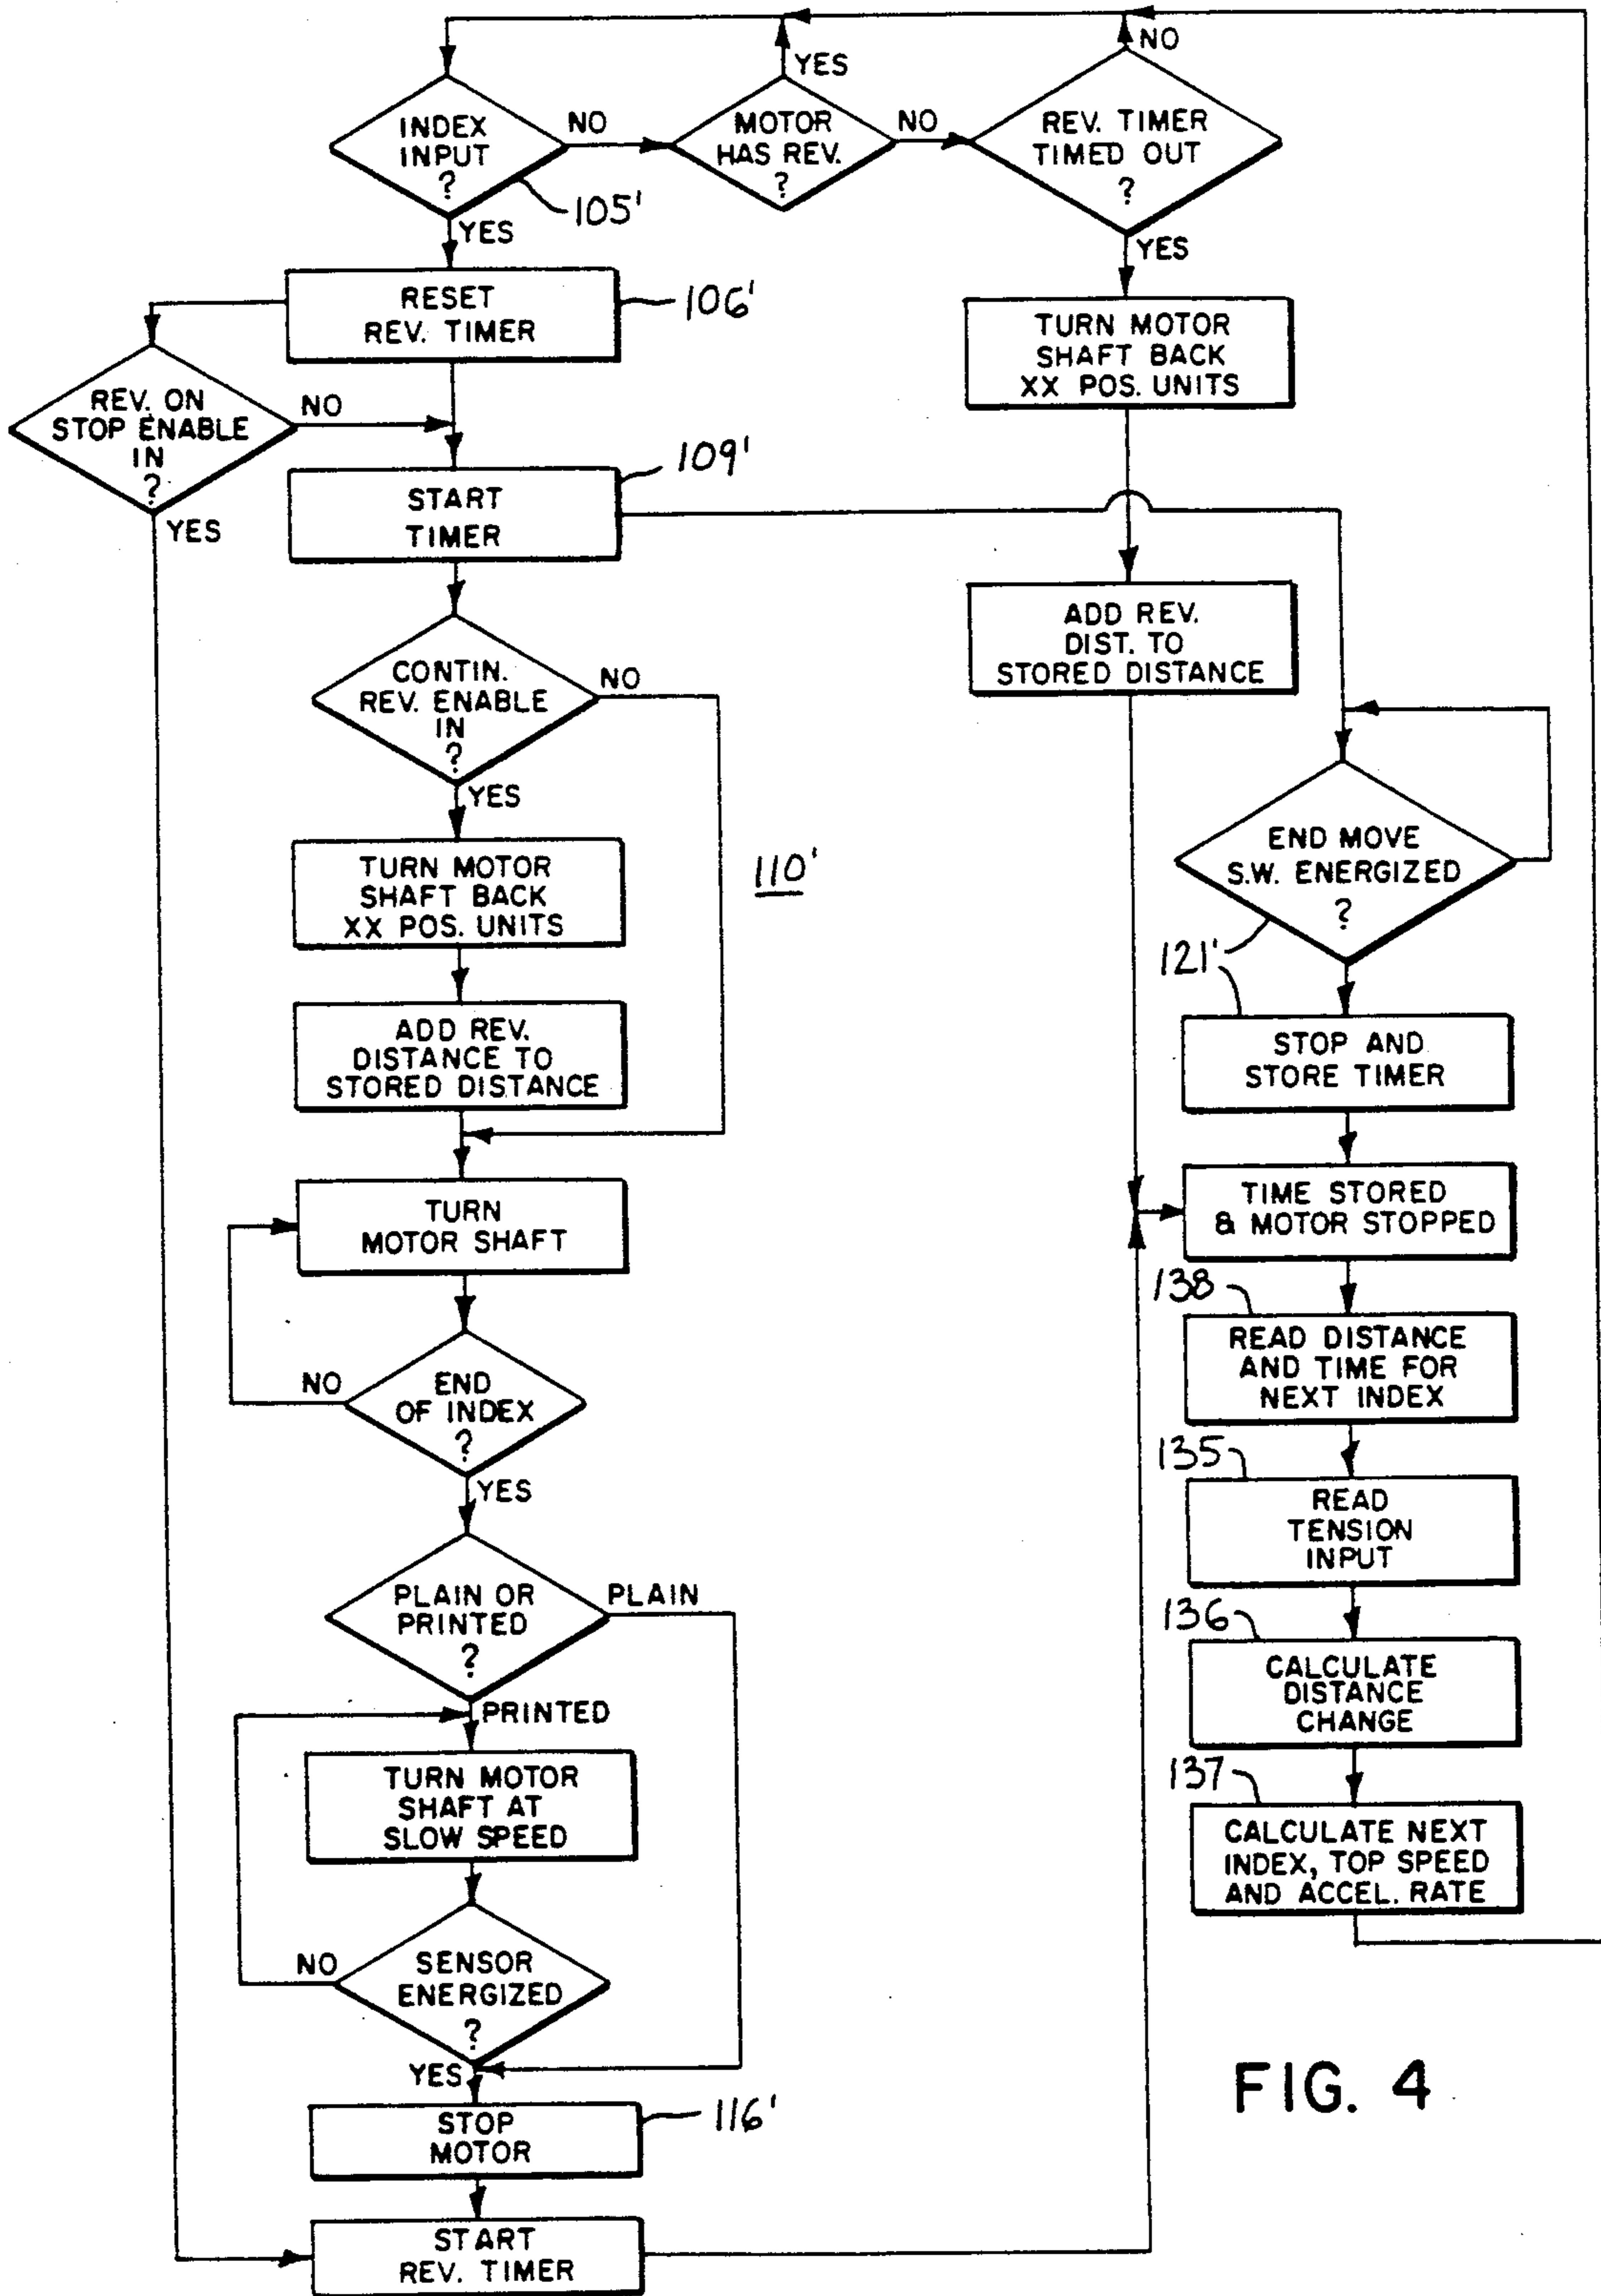 INDEX
INPUT
?
NO
YES
105'
MOTOR
HAS REV.
?
YES
NO
REV. TIMER
TIMED OUT
?
NO
YES
RESET
REV. TIMER
106'
REV. ON
STOP ENABLE
IN
?
NO
YES
START
TIMER
109'
TURN MOTOR
SHAFT BACK
XX POS. UNITS
ADD REV.
DIST. TO
STORED DISTANCE
CONTIN.
REV. ENABLE
IN
?
NO
YES
TURN MOTOR
SHAFT BACK
XX POS. UNITS
110'
ADD REV.
DISTANCE TO
STORED DISTANCE
TURN
MOTOR SHAFT
END
OF INDEX
?
NO
YES
PLAIN OR
PRINTED
?
PLAIN
PRINTED
TURN MOTOR
SHAFT AT
SLOW SPEED
SENSOR
ENERGIZED
?
NO
YES
STOP
MOTOR
116'
START
REV. TIMER
END MOVE
S.W. ENERGIZED
?
121'
STOP AND
STORE TIMER
TIME STORED
& MOTOR STOPPED
138
READ DISTANCE
AND TIME FOR
NEXT INDEX
135
READ
TENSION
INPUT
136
CALCULATE
DISTANCE
CHANGE
137
CALCULATE NEXT
INDEX, TOP SPEED
AND ACCEL. RATE
FIG. 4